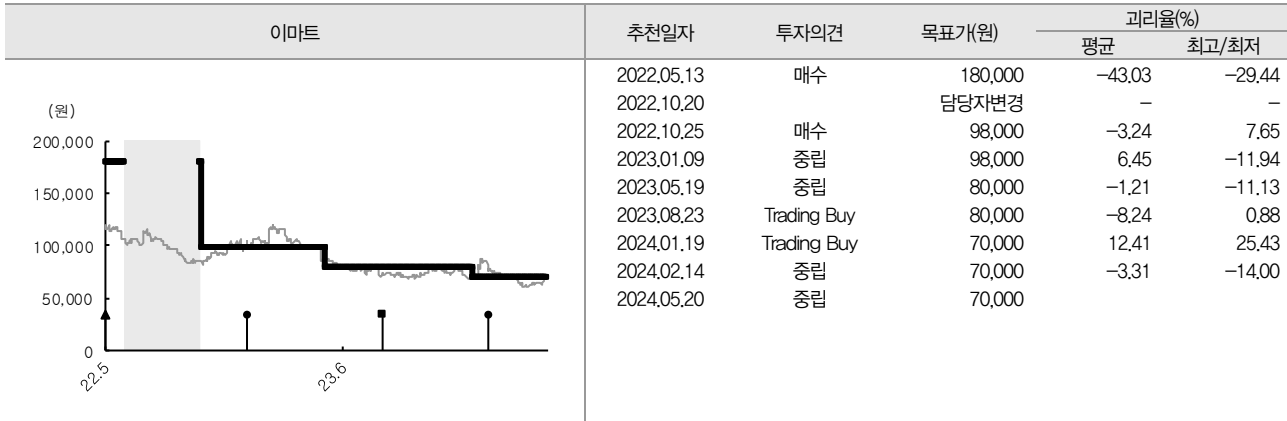 이마트
추천일자 투자의견 목표가(원) 괴리율(%)
평균 최고/최저
(원)
200,000
150,000
100,000
50,000
0
22.5 23.6
2022.05.13 매수 180,000 -43.03 -29.44
2022.10.20 담당자변경 - -
2022.10.25 매수 98,000 -3.24 7.65
2023.01.09 중립 98,000 6.45 -11.94
2023.05.19 중립 80,000 -1.21 -11.13
2023.08.23 Trading Buy 80,000 -8.24 0.88
2024.01.19 Trading Buy 70,000 12.41 25.43
2024.02.14 중립 70,000 -3.31 -14.00
2024.05.20 중립 70,000